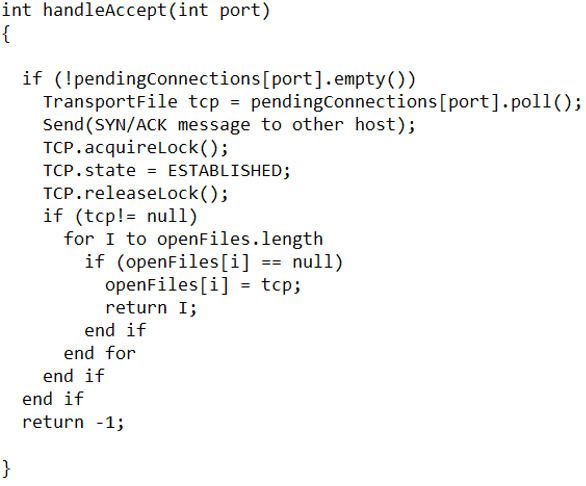 int handleAccept(int port)
{
if (!pendingConnections[port].empty())
TransportFile tcp = pendingConnections[port].poll();
Send(SYN/ACK message to other host);
TCP.acquireLock();
TCP.state = ESTABLISHED;
TCP.releaseLock();
if (tcp!= null)
for I to openFiles.length
if (openFiles[i] == null)
openFiles[i] = tcp;
return I;
end if
end for
end if
end if
return -1;
}